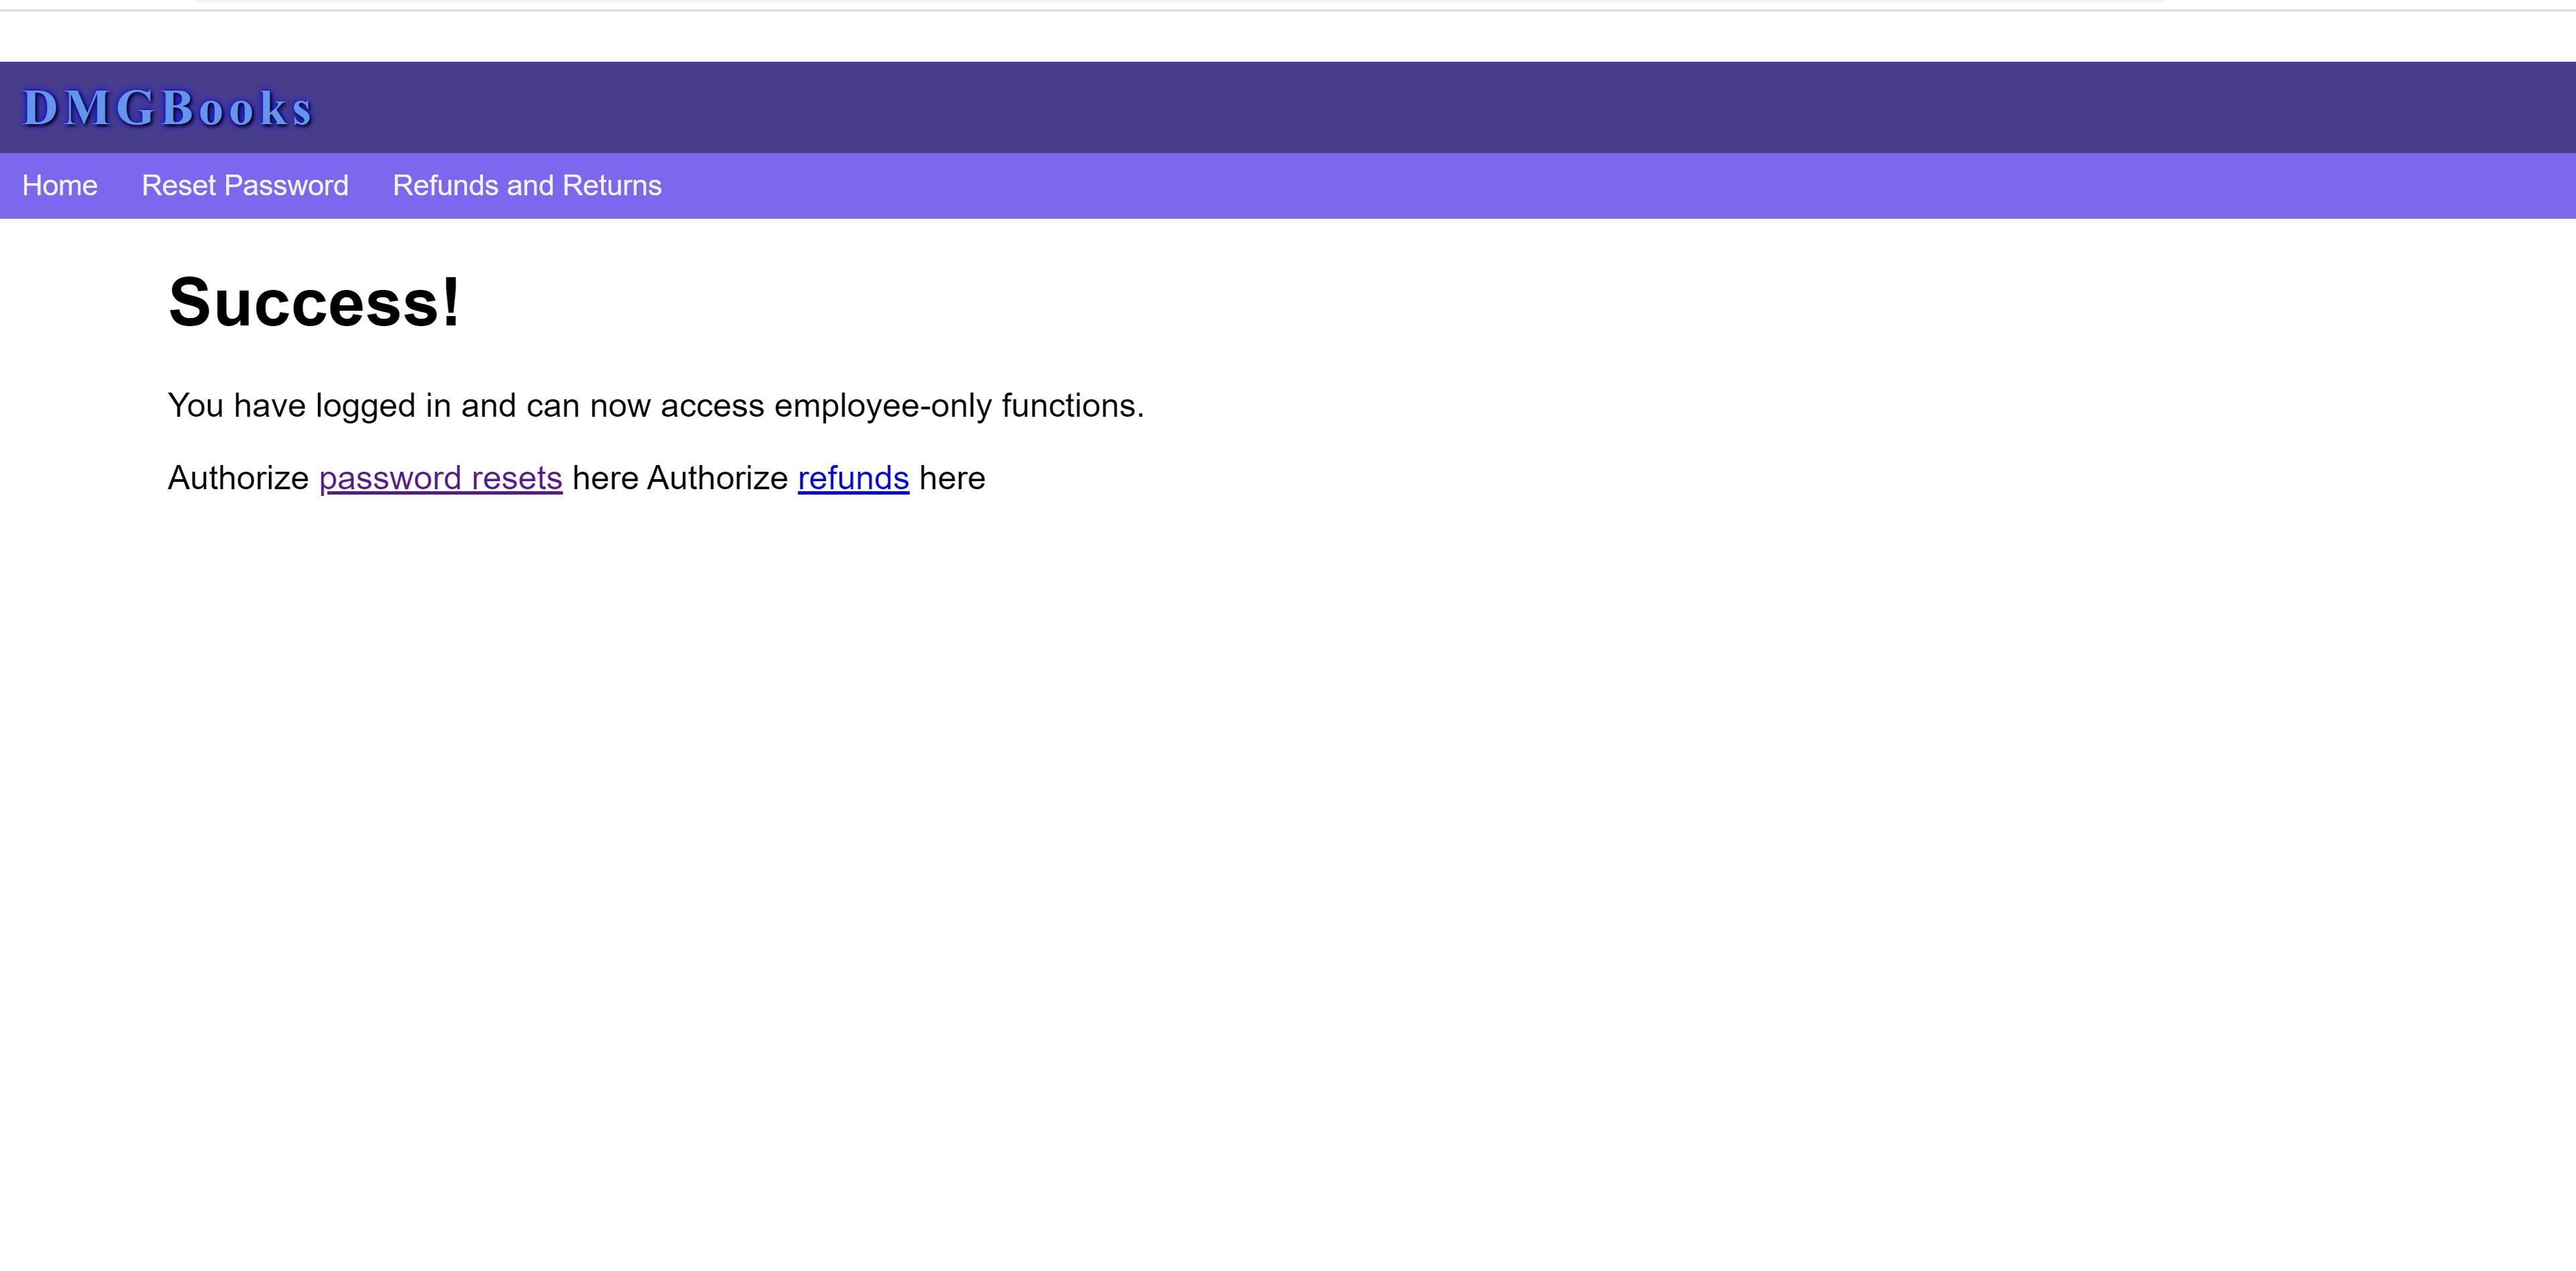 DMGBooks
Home Reset Password Refunds and Returns
Success!
You have logged in and can now access employee-only functions.
Authorize password resets here Authorize refunds here